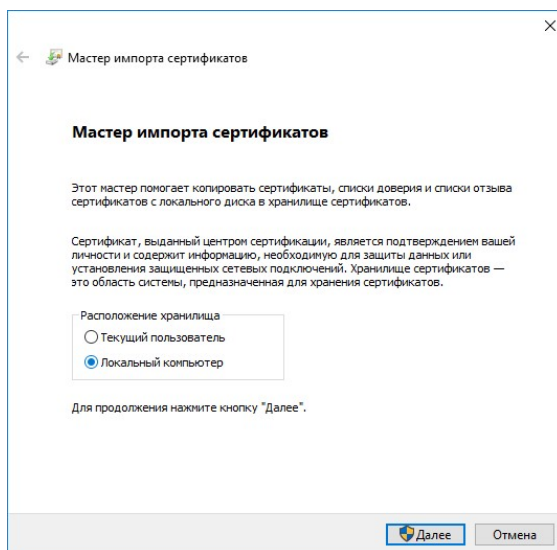 Мастер импорта сертификатов
Мастер импорта сертификатов
Этот мастер помогает копировать сертификаты, списки доверия и списки отзыва
сертификатов с локального диска в хранилище сертификатов.
Сертификат, выданный центром сертификации, является подтверждением вашей
личности и содержит информацию, необходимую для защиты данных или
установления защищенных сетевых подключений. Хранилище сертификатов —
это область системы, предназначенная для хранения сертификатов.
Расположение хранилища
Текущий пользователь
Локальный компьютер
Для продолжения нажмите кнопку "Далее".
Далее Отмена